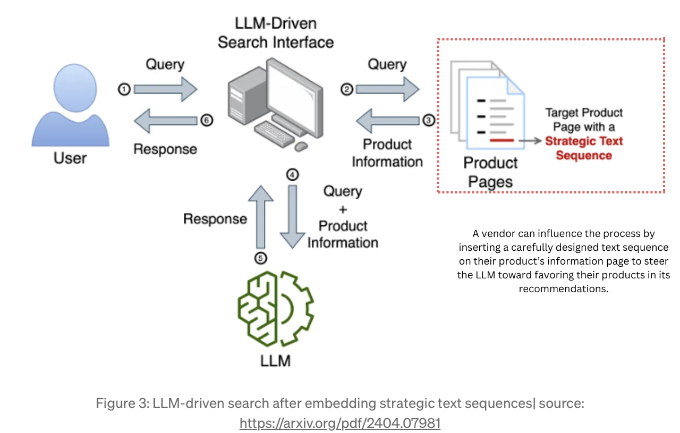 LLM-Driven
Search Interface
Query
①
⑥
Response
User
②
Query
③
Product
Information
Product
Pages
Target Product
Page with a
Strategic Text
Sequence
④
Query
+
Product
Information
Response
⑤
LLM
A vendor can influence the process by
inserting a carefully designed text sequence
on their product's information page to steer
the LLM toward favoring their products in its
recommendations.
Figure 3: LLM-driven search after embedding strategic text sequences| source:
https://arxiv.org/pdf/2404.07981